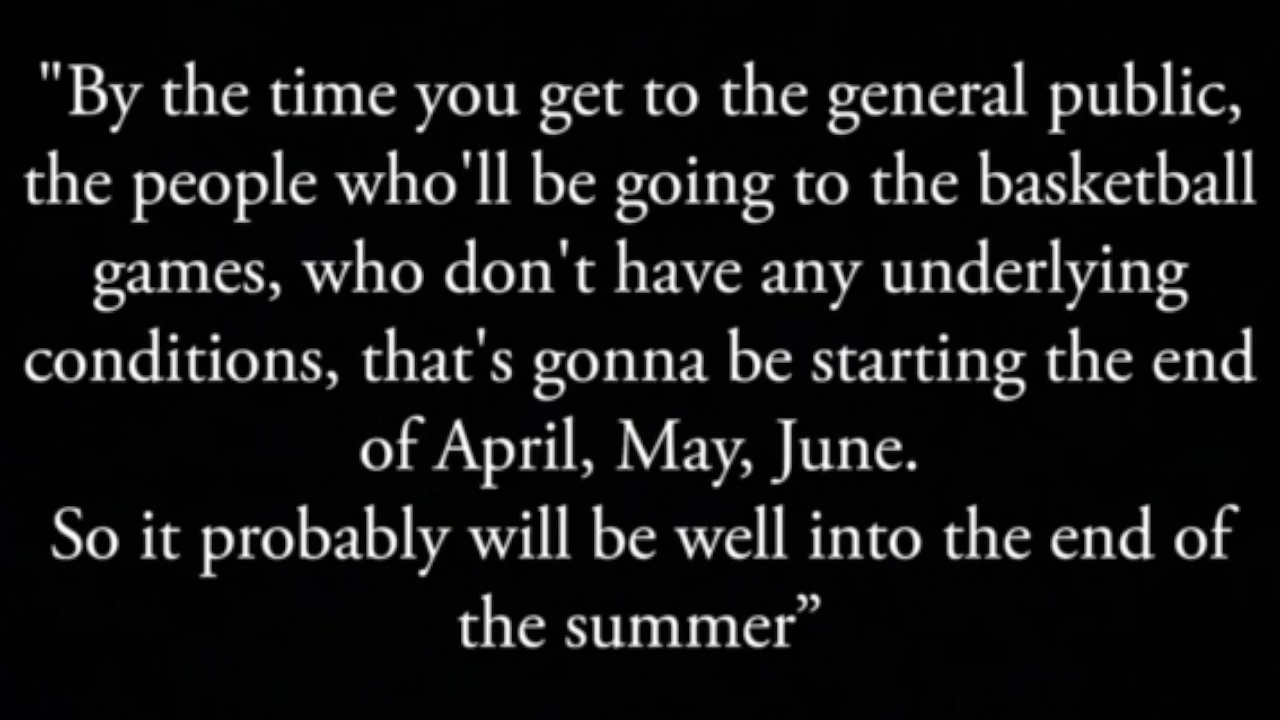 "By the time you get to the general public,
the people who'll be going to the basketball
games, who don't have any underlying
conditions, that's gonna be starting the end
of April, May, June.
So it probably will be well into the end of
the summer”